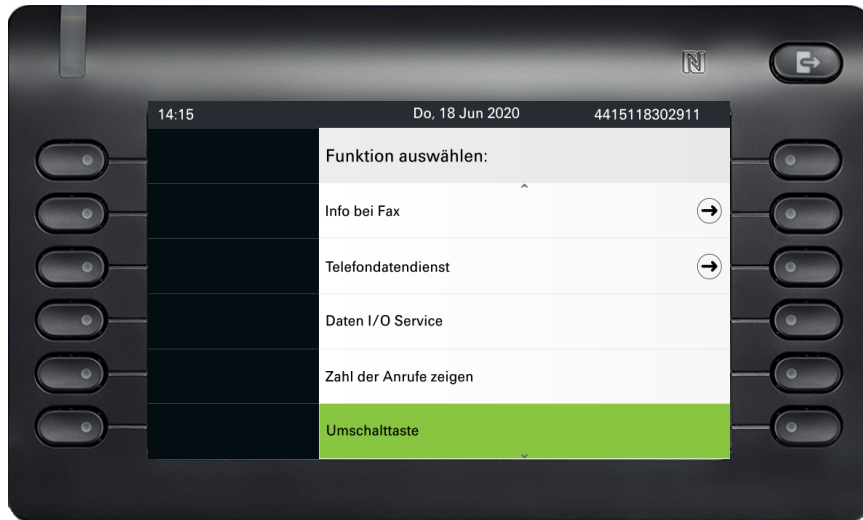 14:15 Do, 18 Jun 2020 4415118302911
Funktion auswählen:
Info bei Fax
Telefondatendienst
Daten I/O Service
Zahl der Anrufe zeigen
Umschalttaste